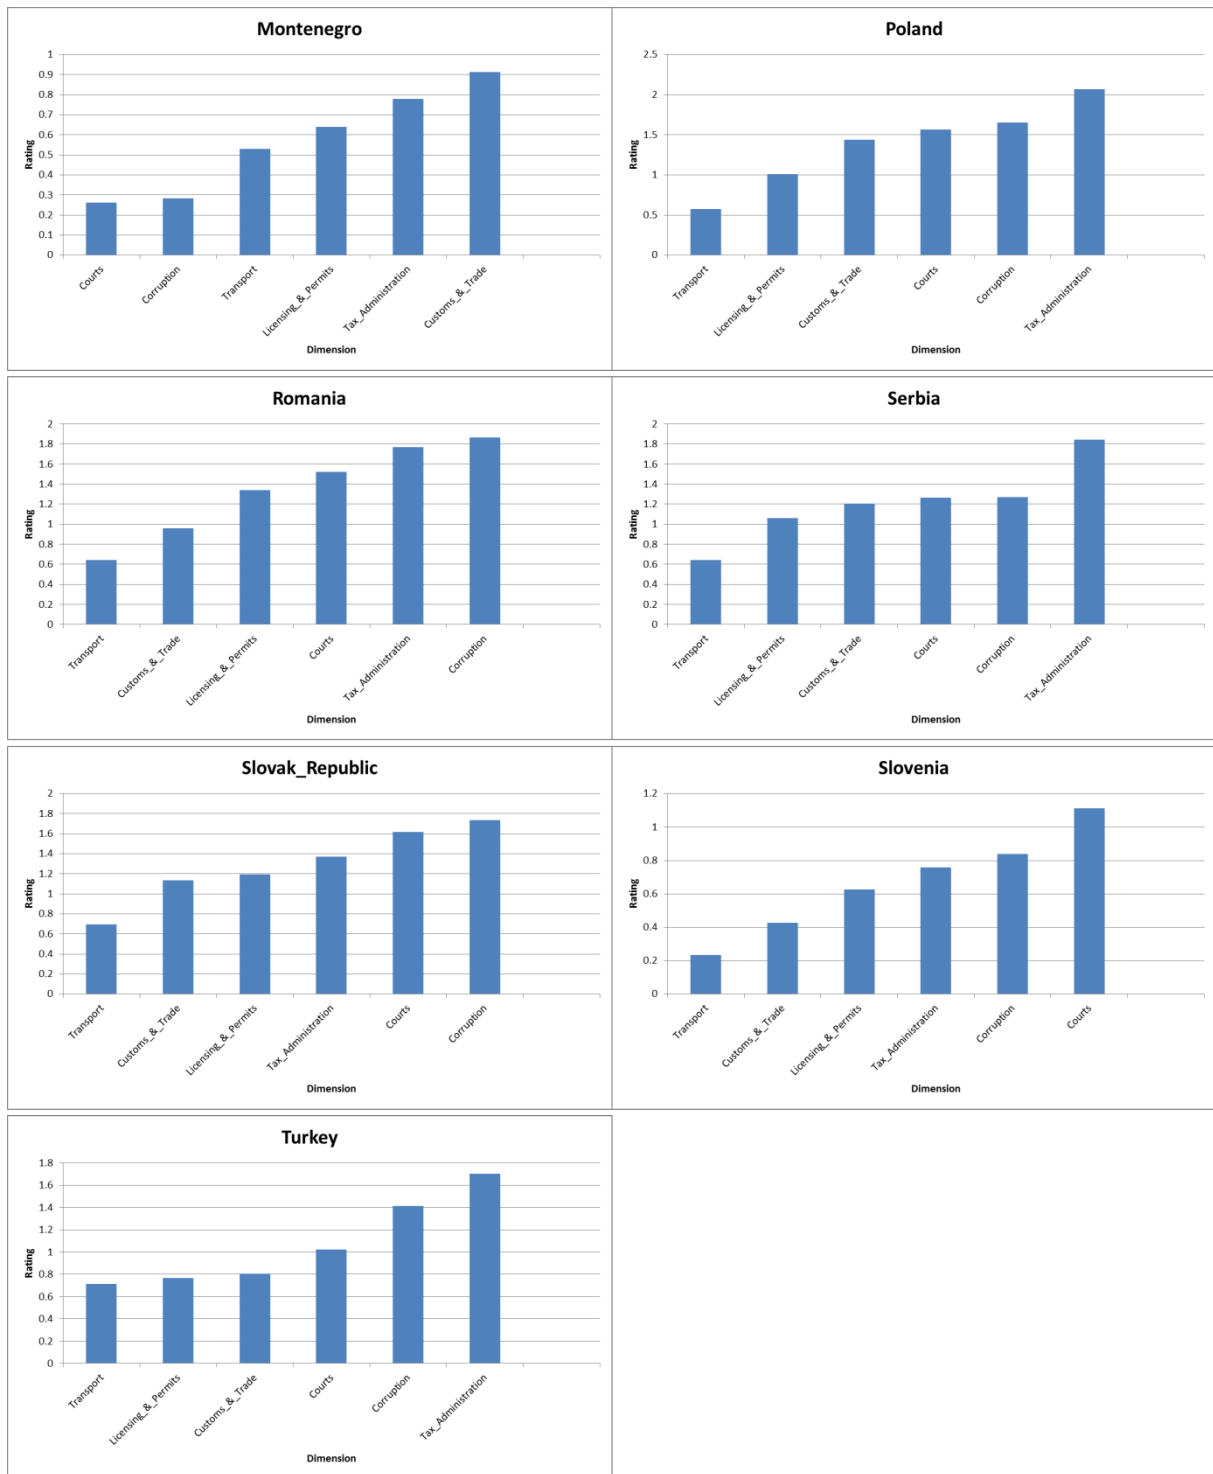 Montenegro
1
0.9
0.8
0.7
0.6
0.5
0.4
0.3
0.2
0.1
0
Rating
Courts
Corruption
Transport
Licensing_&_Permits
Tax_Administration
Customs_&_Trade
Dimension
Poland
2.5
2
1.5
1
0.5
0
Rating
Transport
Licensing_&_Permits
Customs_&_Trade
Courts
Corruption
Tax_Administration
Dimension
Romania
2
1.8
1.6
1.4
1.2
1
0.8
0.6
0.4
0.2
0
Rating
Transport
Customs_&_Trade
Licensing_&_Permits
Courts
Tax_Administration
Corruption
Dimension
Serbia
2
1.8
1.6
1.4
1.2
1
0.8
0.6
0.4
0.2
0
Rating
Transport
Licensing_&_Permits
Customs_&_Trade
Courts
Corruption
Tax_Administration
Dimension
Slovak_Republic
2
1.8
1.6
1.4
1.2
1
0.8
0.6
0.4
0.2
0
Rating
Transport
Customs_&_Trade
Licensing_&_Permits
Tax_Administration
Courts
Corruption
Dimension
Slovenia
1.2
1
0.8
0.6
0.4
0.2
0
Rating
Transport
Customs_&_Trade
Licensing_&_Permits
Tax_Administration
Corruption
Courts
Dimension
Turkey
1.8
1.6
1.4
1.2
1
0.8
0.6
0.4
0.2
0
Rating
Transport
Licensing_&_Permits
Customs_&_Trade
Courts
Corruption
Tax_Administration
Dimension